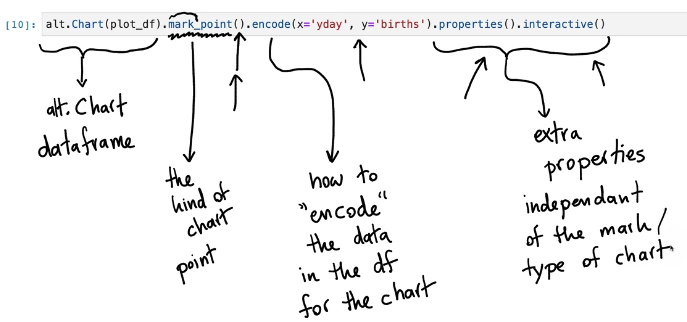 [10]: alt.Chart(plot_df).mark_point().encode(x='yday', y='births').properties().interactive()
alt. Chart
dataframe
the
kind of
chart
point
how to
"encode"
the data
in the df
for the chart
extra
properties
independant
of the mark/
type of chart